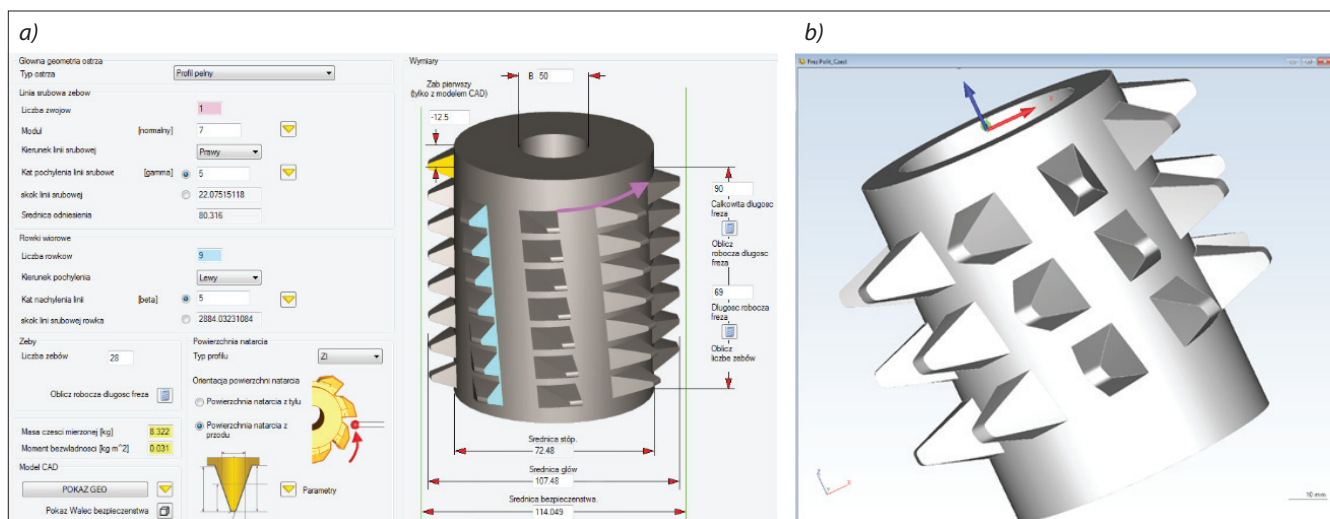 a)
Glowna geometria ostrza
Typ ostrza Profil pelny
Linia srubowa zebow
Liczba zwojow 1
Modul [normalny] 7
Kierunek linii srubowej Prawy
Kat pochylenia linii srubowe [gamma] 5
skok linii srubowej 22.07515118
Srednica odniesienia 80.316
Rowki wiorowe
Liczba rowkow 9
Kierunek pochylenia Lewy
Kat nachylenia linii [beta] 5
skok lini srubowej rowka 2884.03231084
Zeby
Liczba zebów 28
Oblicz robocza dlugosc freza
Masa czesci mierzonej [kg] 8.322
Moment bezwladnosci [kg m^2] 0.031
Model CAD
POKAZ GEO
Pokaz Walec bezpieczenstwa
Powierzchnia natarcia
Typ profilu ZI
Orientacja powierzchni natarcia
Powierzchnia natarcia z tylu
Powierzchnia natarcia z
przodu
Parametry
Wymiary
B 50
Zab pierwszy
(tylko z modelem CAD)
-12.5
90
Calkowita dlugosc
freza
Oblicz
robocza dlugosc
freza
69
Dlugosc robocza
freza
Oblicz
liczbe zebów
Srednica stóp.
72.48
Srednica glów
107.48
Srednica bezpieczenstwa.
114.049
b)
Frez Polit_Czest
X
Z
Y
X
10 mm